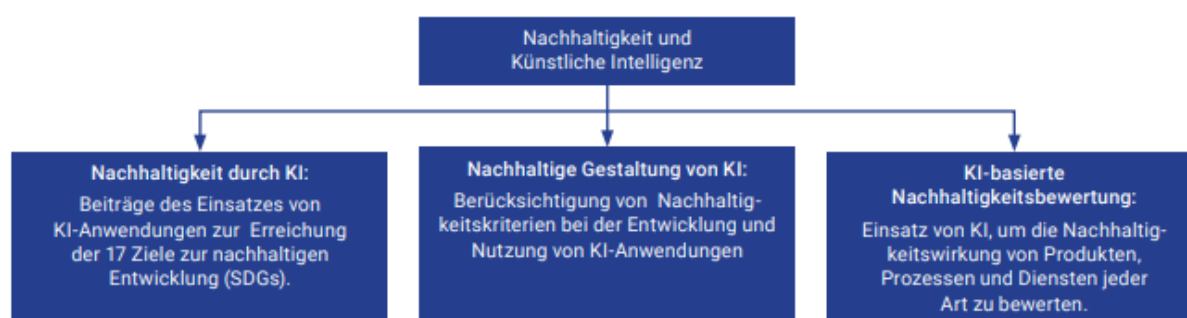 Nachhaltigkeit und
Künstliche Intelligenz
Nachhaltigkeit durch KI:
Beiträge des Einsatzes von
KI-Anwendungen zur Erreichung
der 17 Ziele zur nachhaltigen
Entwicklung (SDGs).
Nachhaltige Gestaltung von KI:
Berücksichtigung von Nachhaltig-
keitskriterien bei der Entwicklung und
Nutzung von KI-Anwendungen
KI-basierte
Nachhaltigkeitsbewertung:
Einsatz von KI, um die Nachhaltig-
keitswirkung von Produkten,
Prozessen und Diensten jeder
Art zu bewerten.